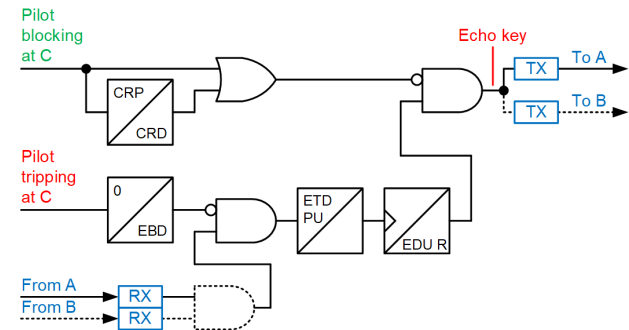 Pilot
blocking
at C
Echo key
TX
To A
TX
To B
CRP
CRD
Pilot
tripping
at C
0
EBD
ETD
PU
EDU R
From A
RX
From B
RX